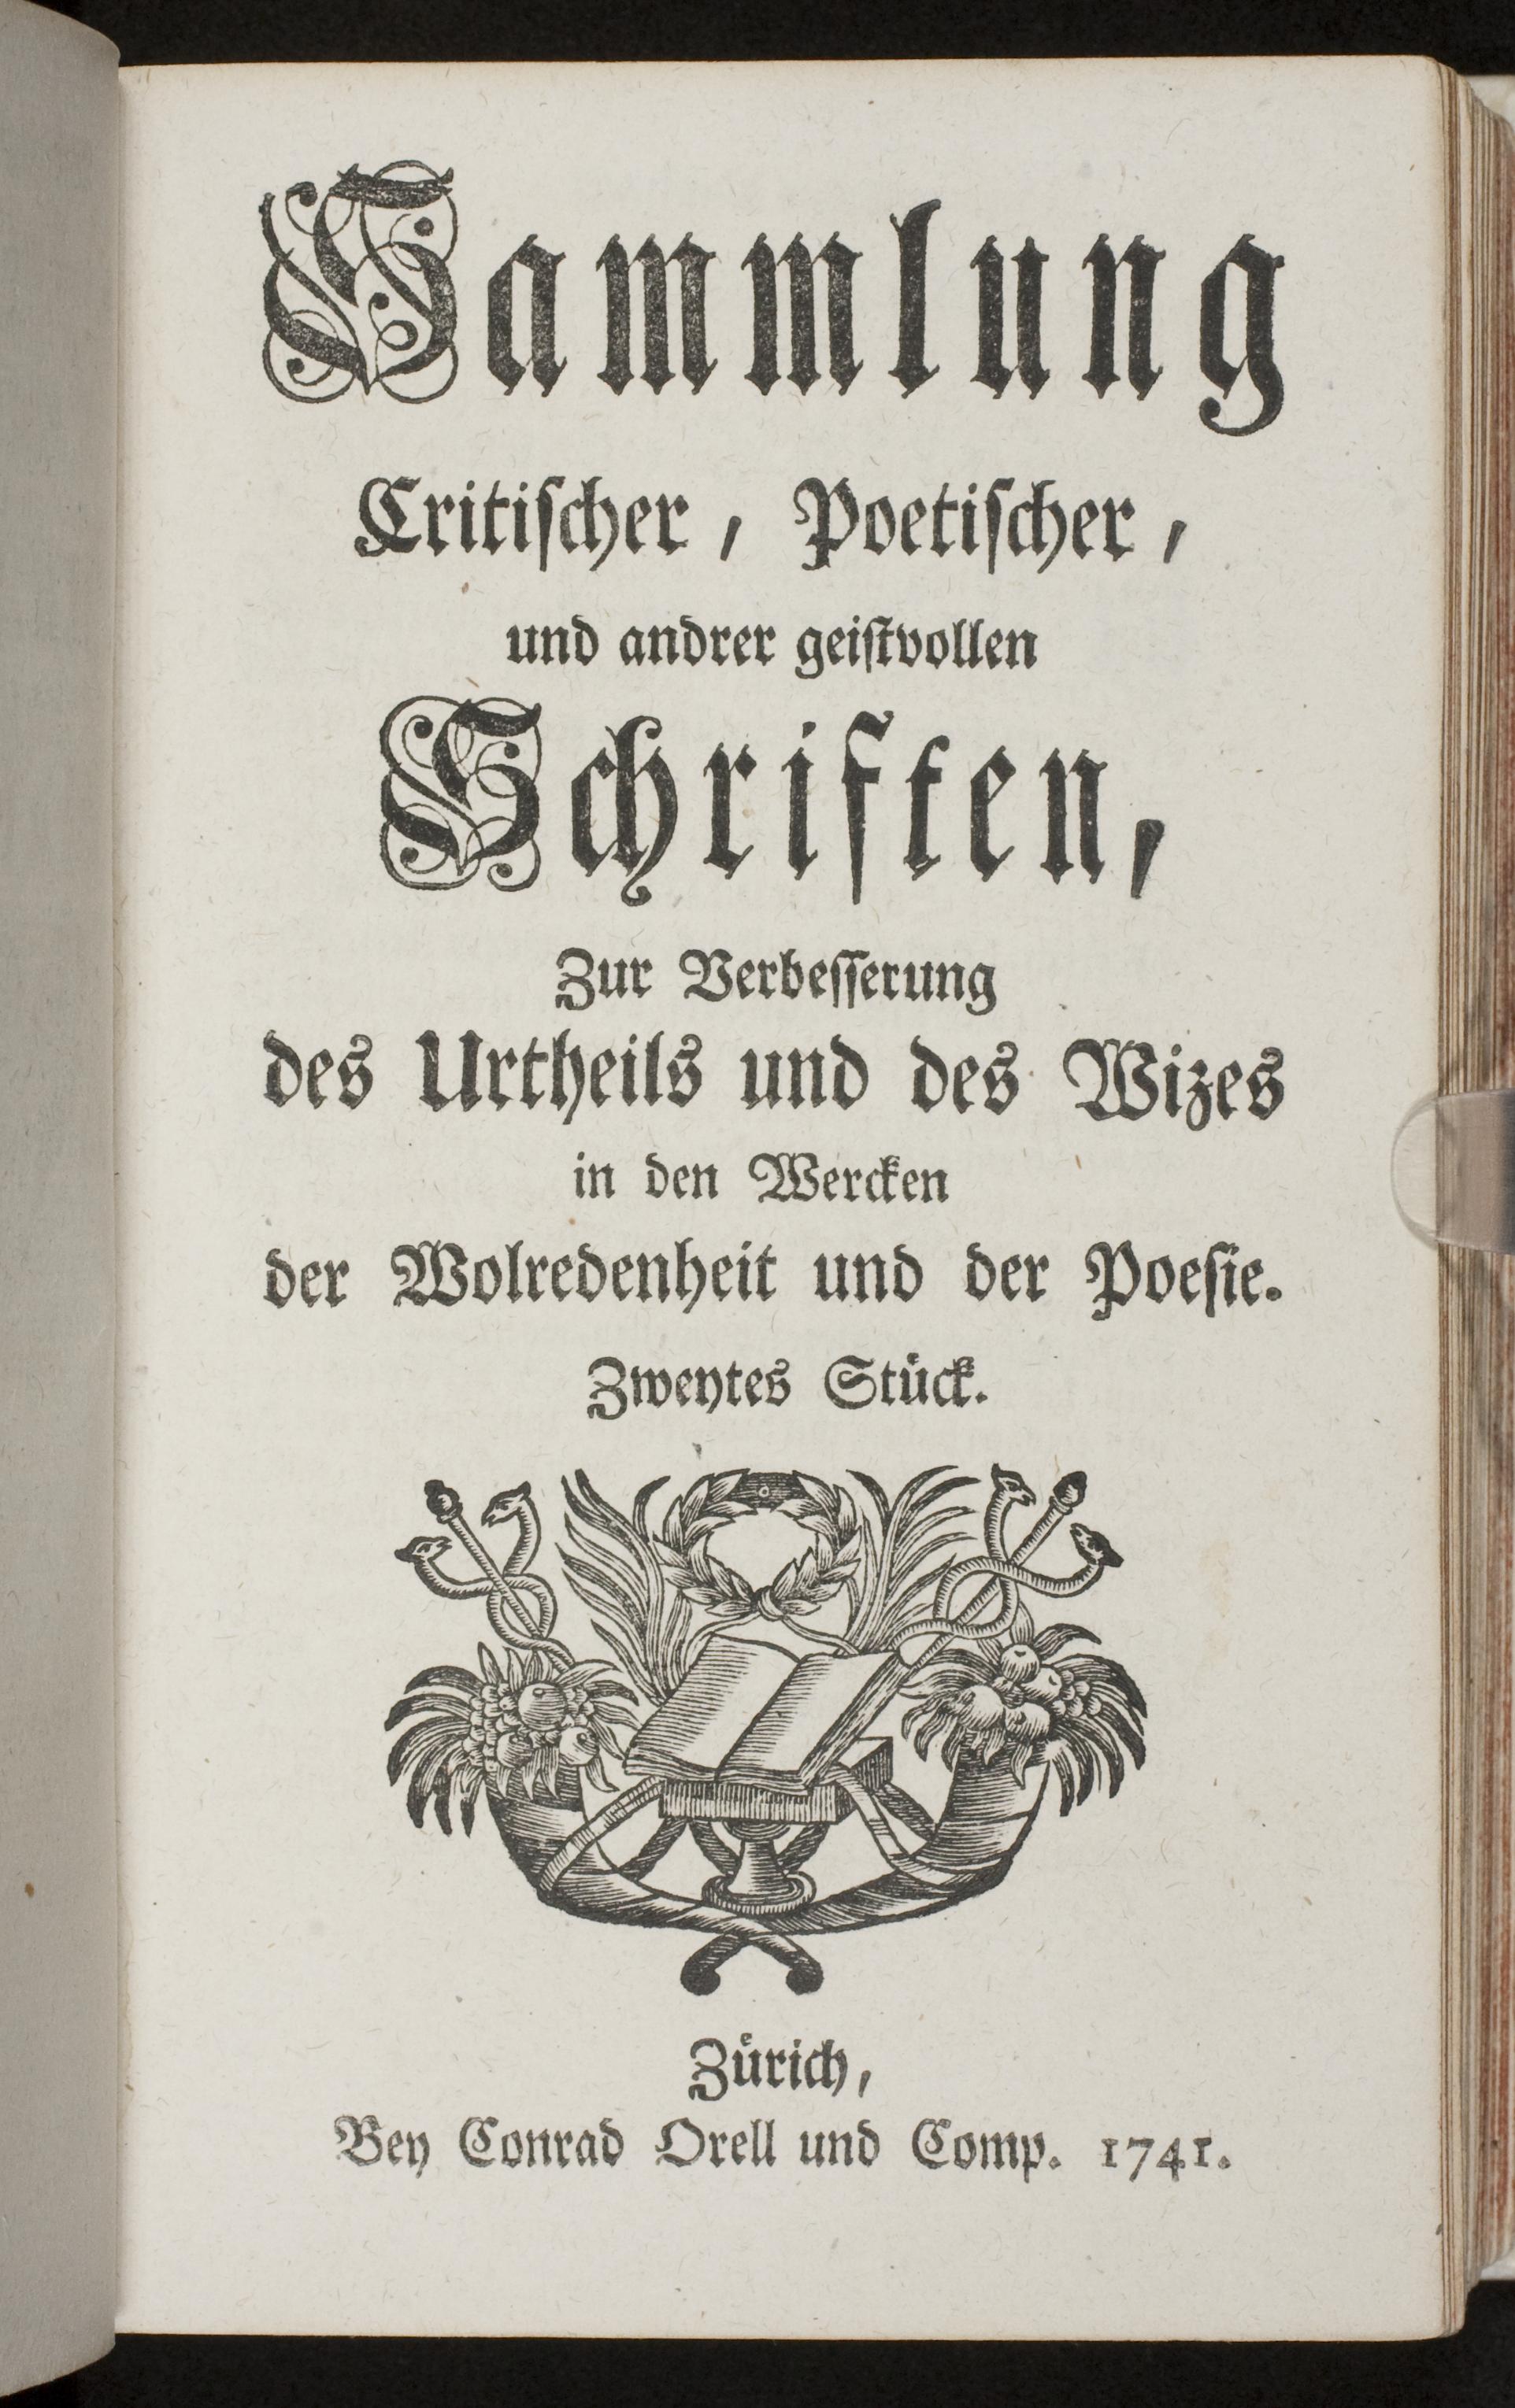 Sammlung
Critischer, Poetischer,
und andrer geistvollen
Schriften,
Zur Verbesserung
des Urtheils und des Wizes
in den Wercken
der Wolredenheit und der Poesie.
Zweytes Stück.
Zürich,
Bey Conrad Orell und Comp. 1741.